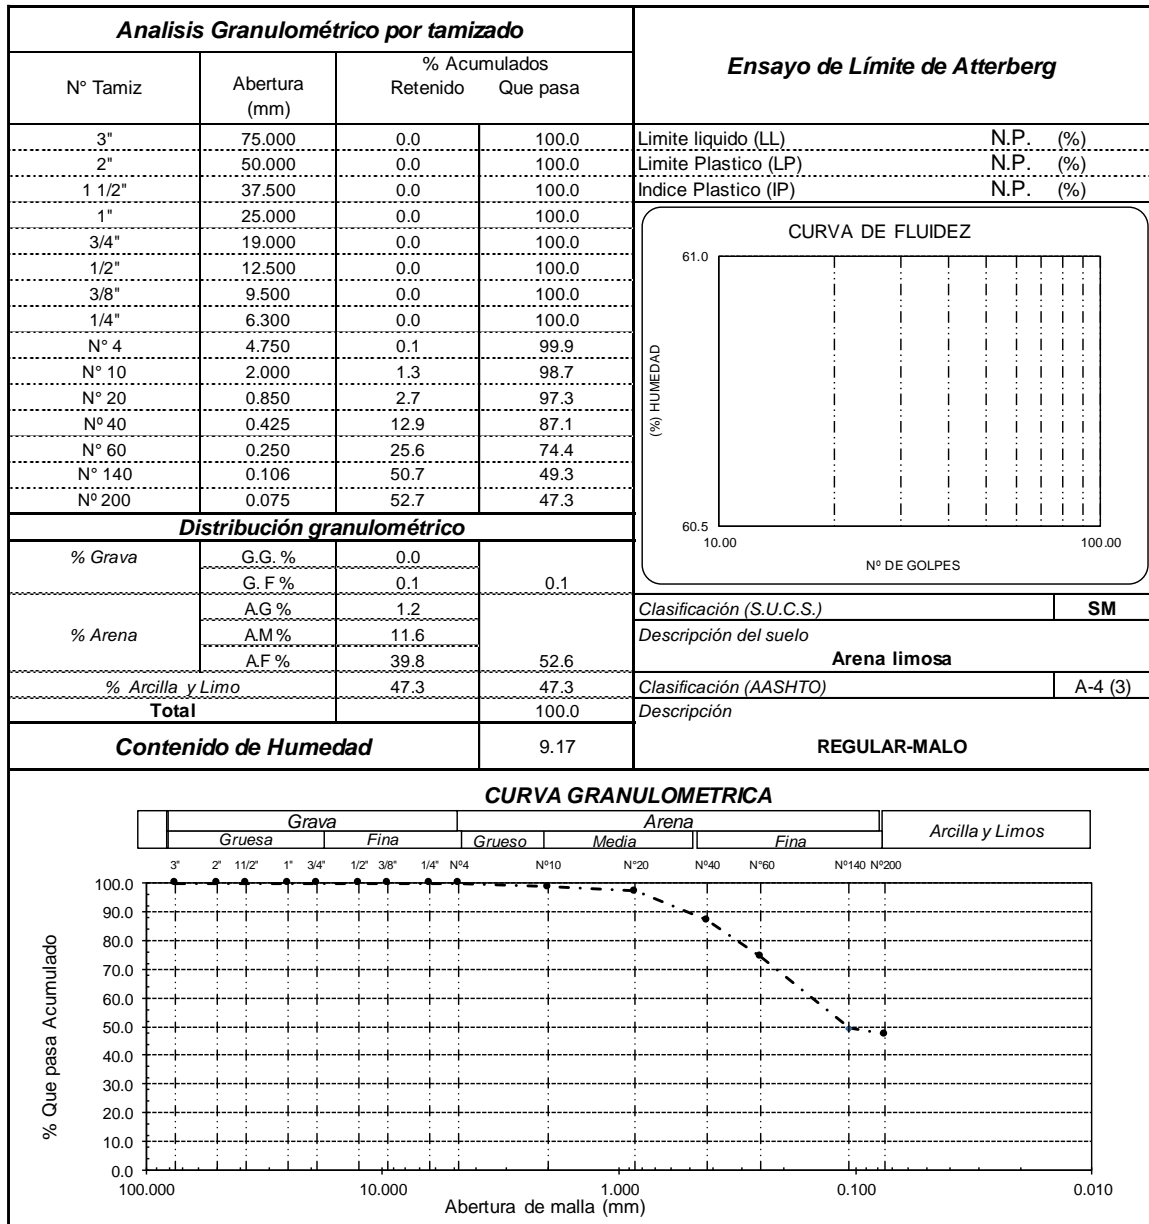 Analisis Granulométrico por tamizado
N° Tamiz Abertura (mm) % Acumulados
Retenido Que pasa
3" 75.000 0.0 100.0
2" 50.000 0.0 100.0
1 1/2" 37.500 0.0 100.0
1" 25.000 0.0 100.0
3/4" 19.000 0.0 100.0
1/2" 12.500 0.0 100.0
3/8" 9.500 0.0 100.0
1/4" 6.300 0.0 100.0
N° 4 4.750 0.1 99.9
N° 10 2.000 1.3 98.7
N° 20 0.850 2.7 97.3
Nº 40 0.425 12.9 87.1
N° 60 0.250 25.6 74.4
N° 140 0.106 50.7 49.3
Nº 200 0.075 52.7 47.3
Distribución granulométrico
% Grava G.G. % 0.0
G. F % 0.1 0.1
% Arena A.G % 1.2
A.M % 11.6
A.F % 39.8 52.6
% Arcilla y Limo 47.3 47.3
Total 100.0
Contenido de Humedad 9.17
Ensayo de Límite de Atterberg
Limite liquido (LL) N.P. (%)
Limite Plastico (LP) N.P. (%)
Indice Plastico (IP) N.P. (%)
CURVA DE FLUIDEZ
61.0
(%) HUMEDAD
60.5
10.00 100.00
Nº DE GOLPES
Clasificación (S.U.C.S.) SM
Descripción del suelo
Arena limosa
Clasificación (AASHTO) A-4 (3)
Descripción
REGULAR-MALO
CURVA GRANULOMETRICA
Grava Arena Arcilla y Limos
Gruesa Fina Grueso Media Fina
3" 2" 11/2" 1" 3/4" 1/2" 3/8" 1/4" N°4 N°10 N°20 N°40 N°60 Nº140 Nº200
100.0
90.0
80.0
70.0
60.0
50.0
40.0
30.0
20.0
10.0
0.0
% Que pasa Acumulado
100.000 10.000 1.000 0.100 0.010
Abertura de malla (mm)